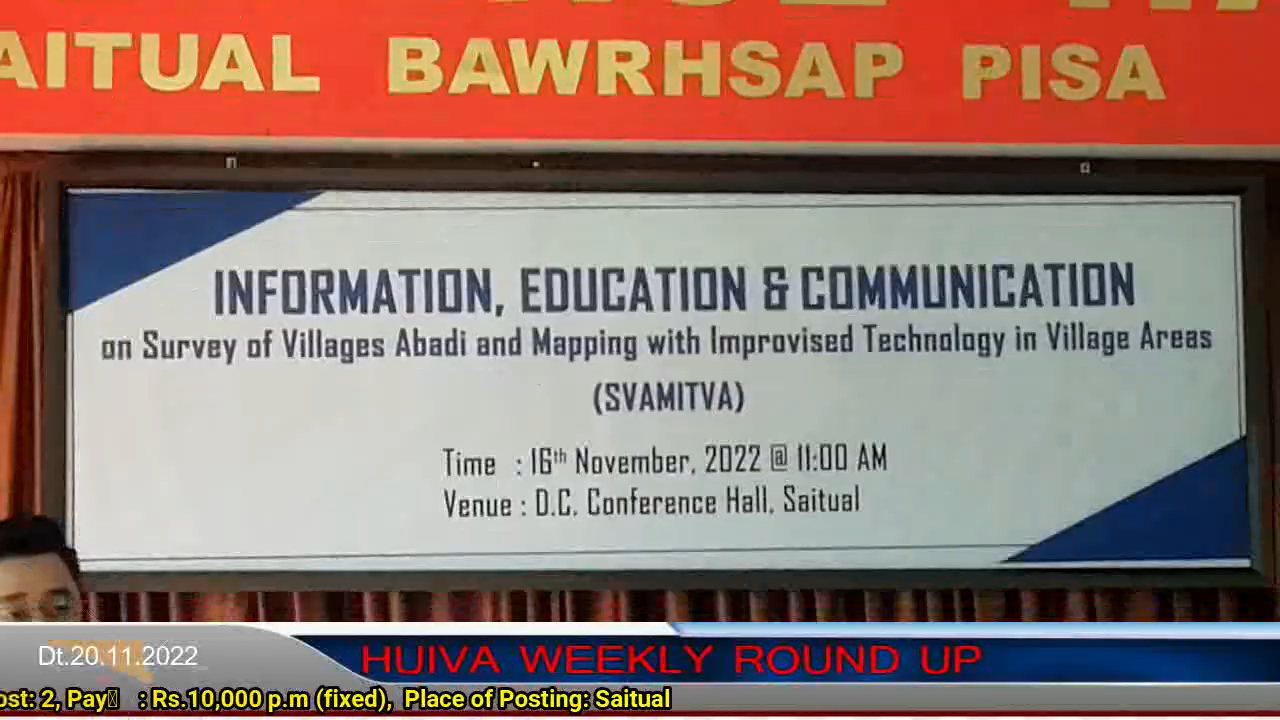 AITUAL BAWRHSAP PISA
INFORMATION, EDUCATION & COMMUNICATION
on Survey of Villages Abadi and Mapping with Improvised Technology in Village Areas
(SVAMITVA)
Time : 16th November, 2022 @ 11:00 AM
Venue : D.C. Conference Hall, Saitual
Dt.20.11.2022
HUIVA WEEKLY ROUND UP
ost: 2, Pay : Rs.10,000 p.m (fixed), Place of Posting: Saitual